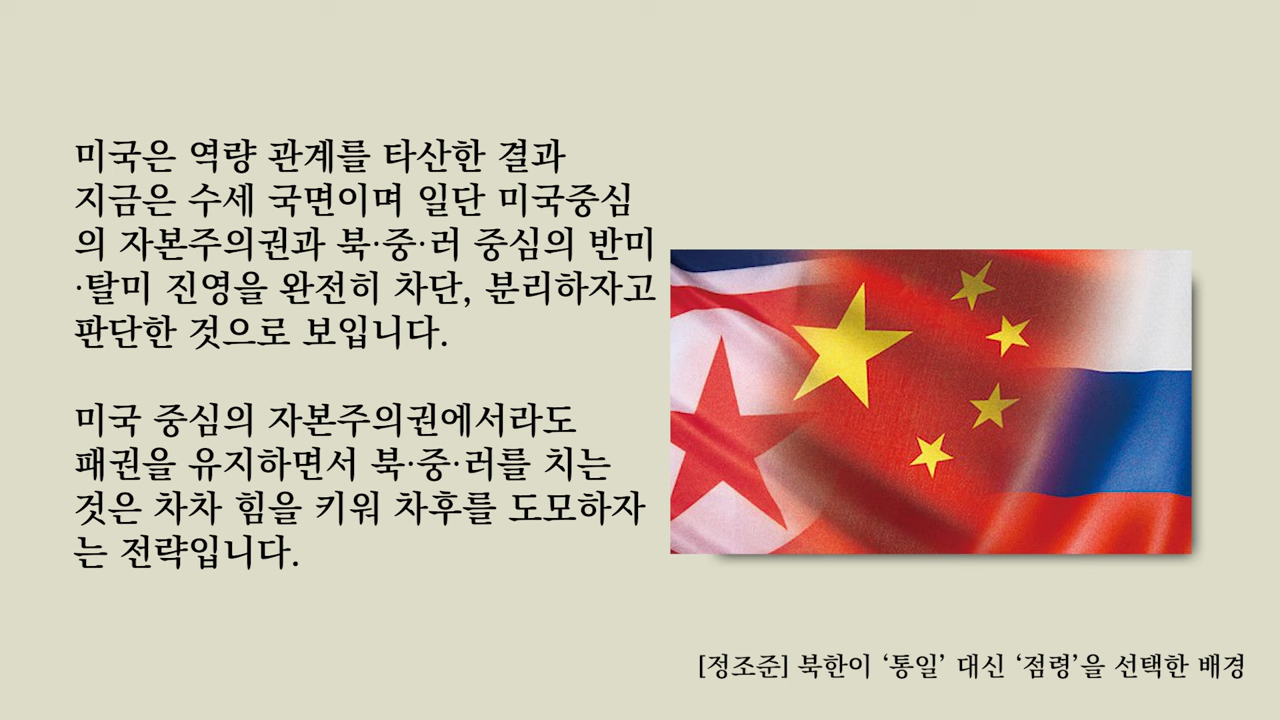 미국은 역량 관계를 타산한 결과
지금은 수세 국면이며 일단 미국중심
의 자본주의권과 북·중·러 중심의 반미
·탈미 진영을 완전히 차단, 분리하자고
판단한 것으로 보입니다.
미국 중심의 자본주의권에서라도
패권을 유지하면서 북·중·러를 치는
것은 차차 힘을 키워 차후를 도모하자
는 전략입니다.
[정조준] 북한이 ‘통일’ 대신 ‘점령’을 선택한 배경